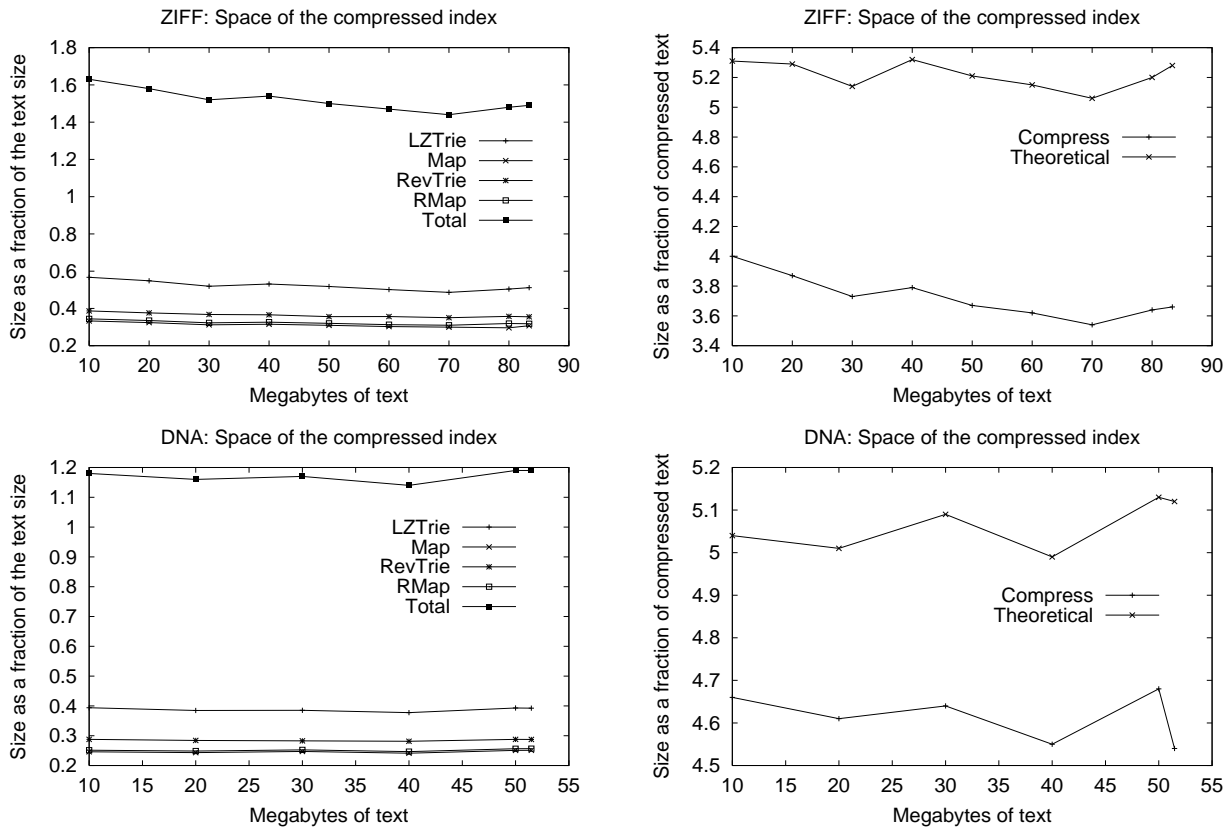 ZIFF: Space of the compressed index
Size as a fraction of the text size
1.8
1.6
1.4
1.2
1
0.8
0.6
0.4
0.2
LZTrie
Map
RevTrie
RMap
Total
10 20 30 40 50 60 70 80 90
Megabytes of text
ZIFF: Space of the compressed index
Size as a fraction of compressed text
5.4
5.2
5
4.8
4.6
4.4
4.2
4
3.8
3.6
3.4
Compress
Theoretical
10 20 30 40 50 60 70 80 90
Megabytes of text
DNA: Space of the compressed index
Size as a fraction of the text size
1.2
1.1
1
0.9
0.8
0.7
0.6
0.5
0.4
0.3
0.2
LZTrie
Map
RevTrie
RMap
Total
10 15 20 25 30 35 40 45 50 55
Megabytes of text
DNA: Space of the compressed index
Size as a fraction of compressed text
5.2
5.1
5
4.9
4.8
4.7
4.6
4.5
Compress
Theoretical
10 15 20 25 30 35 40 45 50 55
Megabytes of text